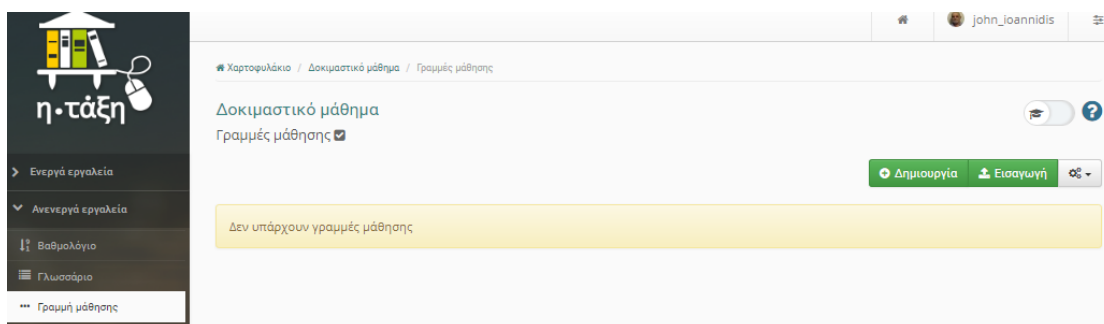 η•τάξη
john_ioannidis
Χαρτοφυλάκιο / Δοκιμαστικό μάθημα / Γραμμές μάθησης
Δοκιμαστικό μάθημα
Γραμμές μάθησης
Δημιουργία Εισαγωγή
Ενεργά εργαλεία
Ανενεργά εργαλεία
Δεν υπάρχουν γραμμές μάθησης
Βαθμολόγιο
Γλωσσάριο
Γραμμή μάθησης